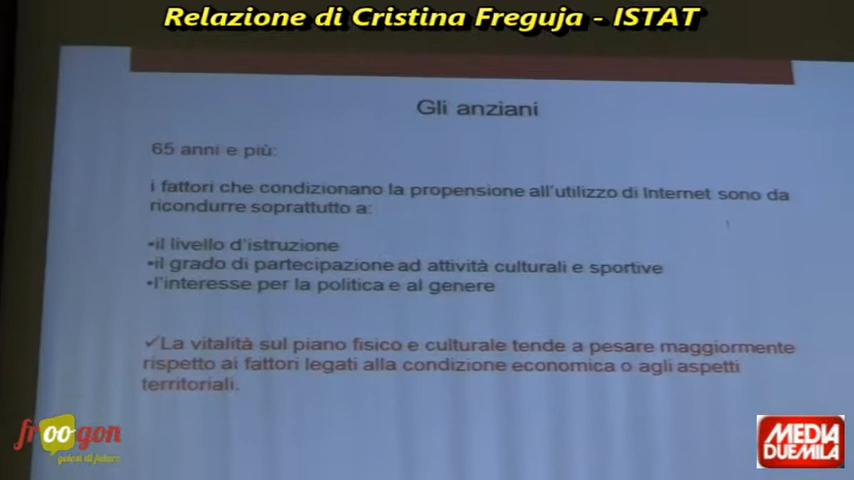 Relazione di Cristina Freguja - ISTAT
Gli anziani
65 anni e più:
i fattori che condizionano la propensione all'utilizzo di Internet sono da
ricondurre soprattutto a:
•il livello d'istruzione
•il grado di partecipazione ad attività culturali e sportive
•l'interesse per la politica e al genere
✓La vitalità sul piano fisico e culturale tende a pesare maggiormente
rispetto ai fattori legati alla condizione economica o agli aspetti
territoriali.
froogon
golosi di futuro
MEDIA
DUEMILA